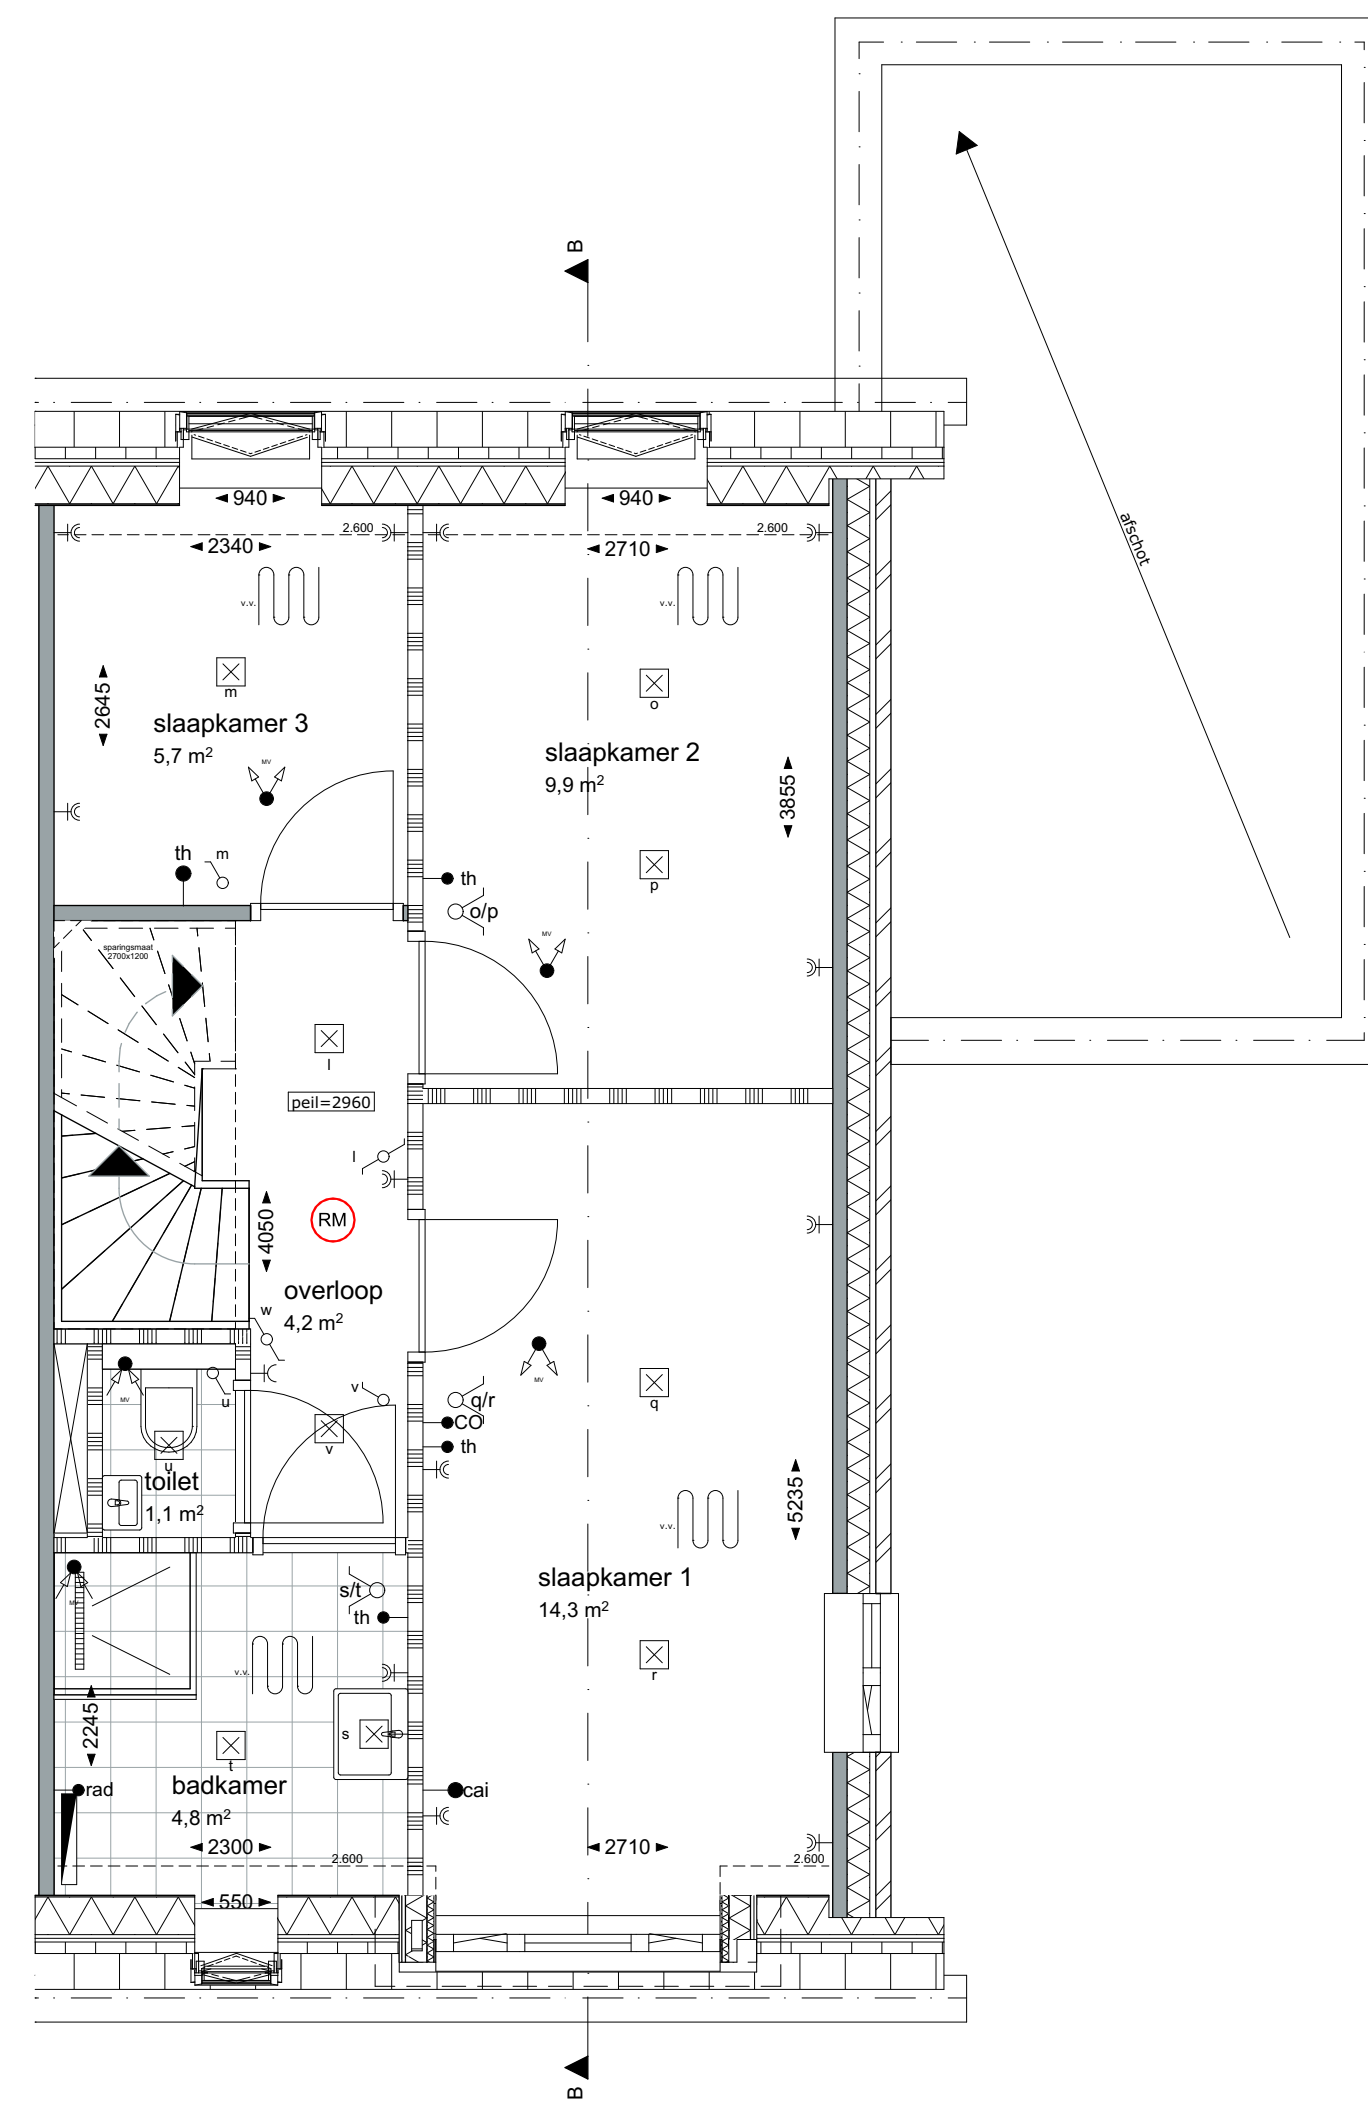 B
afschot
940
940
2.600
2.600
2340
2710
v.v.
v.v.
m
o
2645
slaapkamer 3
5,7 m²
slaapkamer 2
9,9 m²
MV
3855
th
m
th
p
o/p
MV
sparingsmaat
2700x1200
l
peil=2960
l
RM
4050
overloop
4,2 m²
w
MV
u
v
q/r
q
CO
v
th
u
toilet
1,1 m²
5235
v.v.
slaapkamer 1
14,3 m²
s/t
th
MV
v.v.
r
2245
s
t
rad
badkamer
4,8 m²
cai
2300
2.600
2710
2.600
550
B